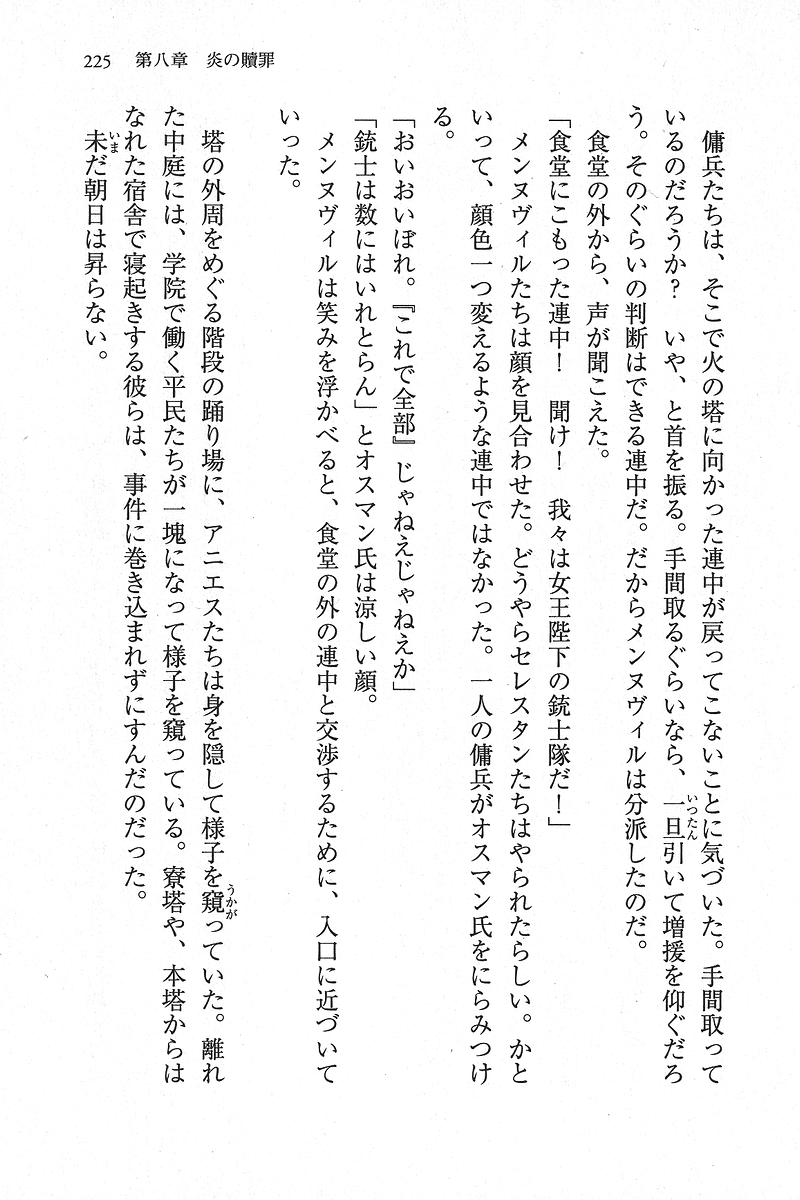 225　第八章　炎の贖罪
　傭兵たちは、そこで火の塔に向かった連中が戻ってこないことに気づいた。手間取って
いるのだろうか？　いや、と首を振る。手間取るぐらいなら、一旦引いて増援を仰ぐだろ
う。そのぐらいの判断はできる連中だ。だからメンヌヴィルは分派したのだ。
　食堂の外から、声が聞こえた。
「食堂にこもった連中！　聞け！　我々は女王陛下の銃士隊だ！」
　メンヌヴィルたちは顔を見合わせた。どうやらセレスタンたちはやられたらしい。かと
いって、顔色一つ変えるような連中ではなかった。一人の傭兵がオスマン氏をにらみつけ
る。
「おいおいぼれ。『これで全部』じゃねえじゃねえか」
「銃士は数にはいれとらん」とオスマン氏は涼しい顔。
　メンヌヴィルは笑みを浮かべると、食堂の外の連中と交渉するために、入口に近づいて
いった。
　塔の外周をめぐる階段の踊り場に、アニエスたちは身を隠して様子を窺っていた。離れ
た中庭には、学院で働く平民たちが一塊になって様子を窺っている。寮塔や、本塔からは
なれた宿舎で寝起きする彼らは、事件に巻き込まれずにすんだのだった。
　未だ朝日は昇らない。
いったん
うかが
いま